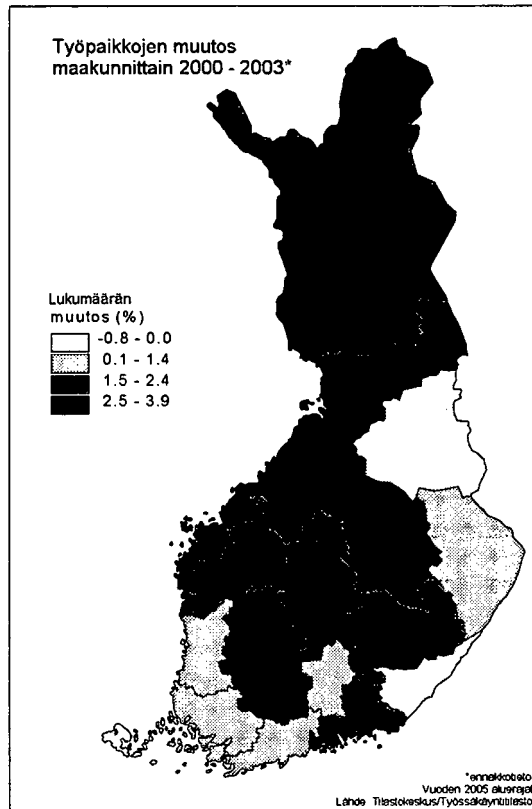 Työpaikkojen muutos
maakunnittain 2000 - 2003*
Lukumäärän
muutos (%)
-0.8 - 0.0
0.1 - 1.4
1.5 - 2.4
2.5 - 3.9
*ennakkotieto
Vuoden 2005 aluerajat
Lähde Tilastokeskus/Työssäkäyntitilasto